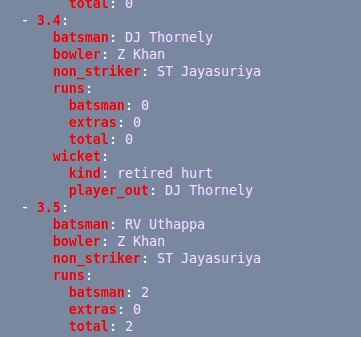 total: 0
- 3.4:
batsman: DJ Thornely
bowler: Z Khan
non_striker: ST Jayasuriya
runs:
batsman: 0
extras: 0
total: 0
wicket:
kind: retired hurt
player_out: DJ Thornely
- 3.5:
batsman: RV Uthappa
bowler: Z Khan
non_striker: ST Jayasuriya
runs:
batsman: 2
extras: 0
total: 2